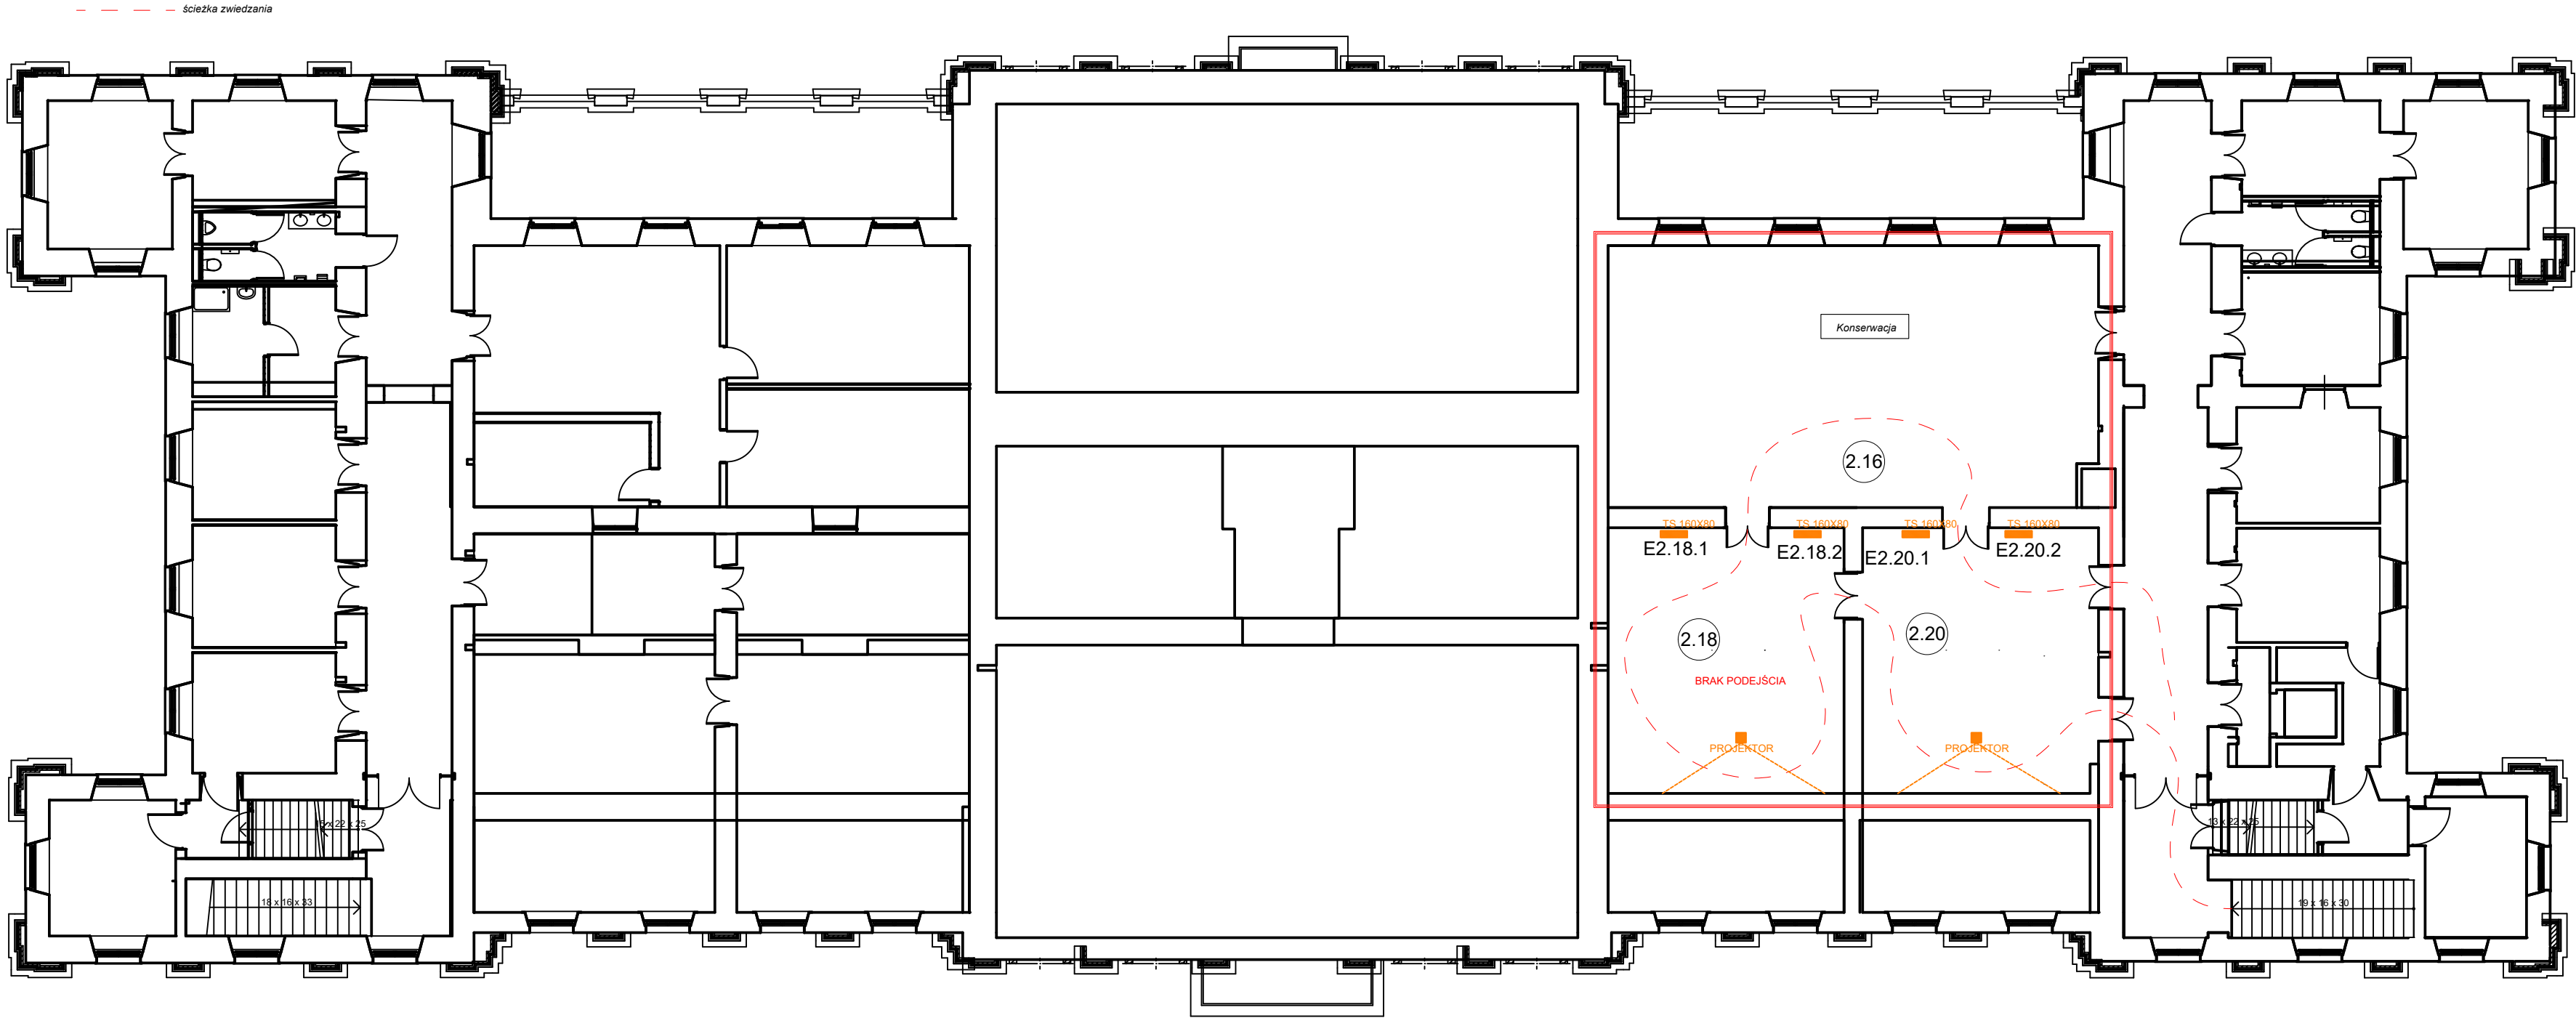 ścieżka zwiedzania
Konserwacja
2.16
TS 160X80
TS 160X80
TS 160X80
TS 160X80
E2.18.1
E2.18.2
E2.20.1
E2.20.2
2.18
2.20
BRAK PODEJŚCIA
PROJEKTOR
PROJEKTOR
15 x 22 x 25
13 x 22 x 25
18 x 16 x 33
19 x 16 x 30